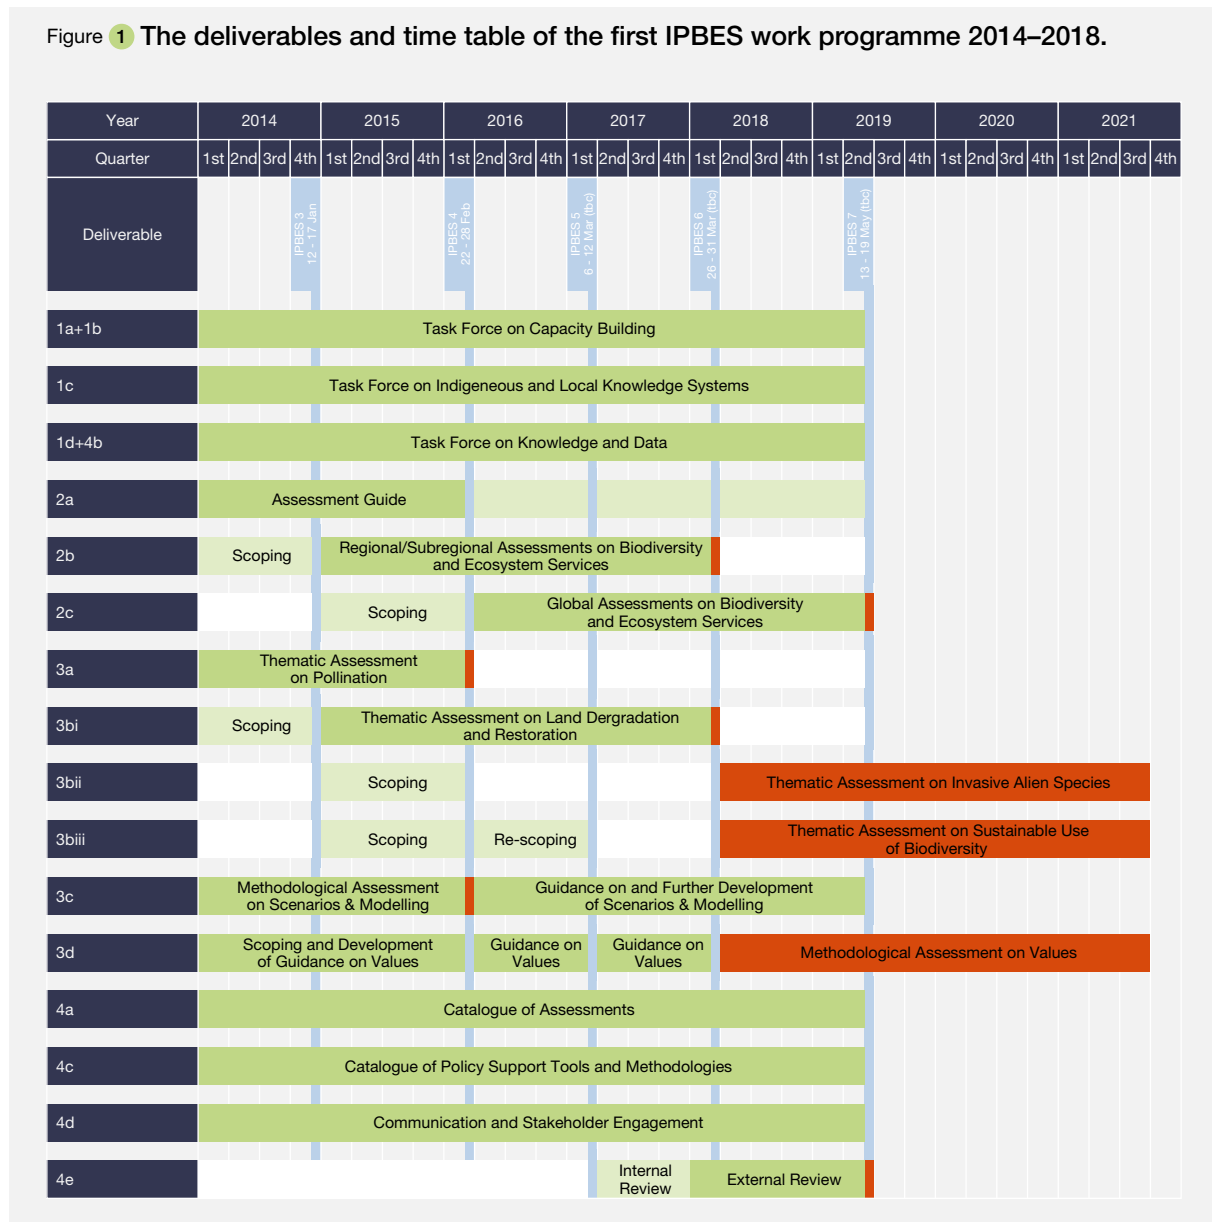 Figure 1 The deliverables and time table of the first IPBES work programme 2014–2018.
Year 2014 2015 2016 2017 2018 2019 2020 2021
Quarter 1st 2nd 3rd 4th 1st 2nd 3rd 4th 1st 2nd 3rd 4th 1st 2nd 3rd 4th 1st 2nd 3rd 4th 1st 2nd 3rd 4th 1st 2nd 3rd 4th 1st 2nd 3rd 4th
Deliverable
IPBES 3
12 - 17 Jan
IPBES 4
22 - 28 Feb
IPBES 5
6 - 12 Mar (tbc)
IPBES 6
26 - 31 Mar (tbc)
IPBES 7
13 - 19 May (tbc)
1a+1b
Task Force on Capacity Building
1c
Task Force on Indigeneous and Local Knowledge Systems
1d+4b
Task Force on Knowledge and Data
2a
Assessment Guide
2b
Scoping
Regional/Subregional Assessments on Biodiversity
and Ecosystem Services
2c
Scoping
Global Assessments on Biodiversity
and Ecosystem Services
3a
Thematic Assessment
on Pollination
3bi
Scoping
Thematic Assessment on Land Dergradation
and Restoration
3bii
Scoping
Thematic Assessment on Invasive Alien Species
3biii
Scoping
Re-scoping
Thematic Assessment on Sustainable Use
of Biodiversity
3c
Methodological Assessment
on Scenarios & Modelling
Guidance on and Further Development
of Scenarios & Modelling
3d
Scoping and Development
of Guidance on Values
Guidance on
Values
Guidance on
Values
Methodological Assessment on Values
4a
Catalogue of Assessments
4c
Catalogue of Policy Support Tools and Methodologies
4d
Communication and Stakeholder Engagement
4e
Internal
Review
External Review